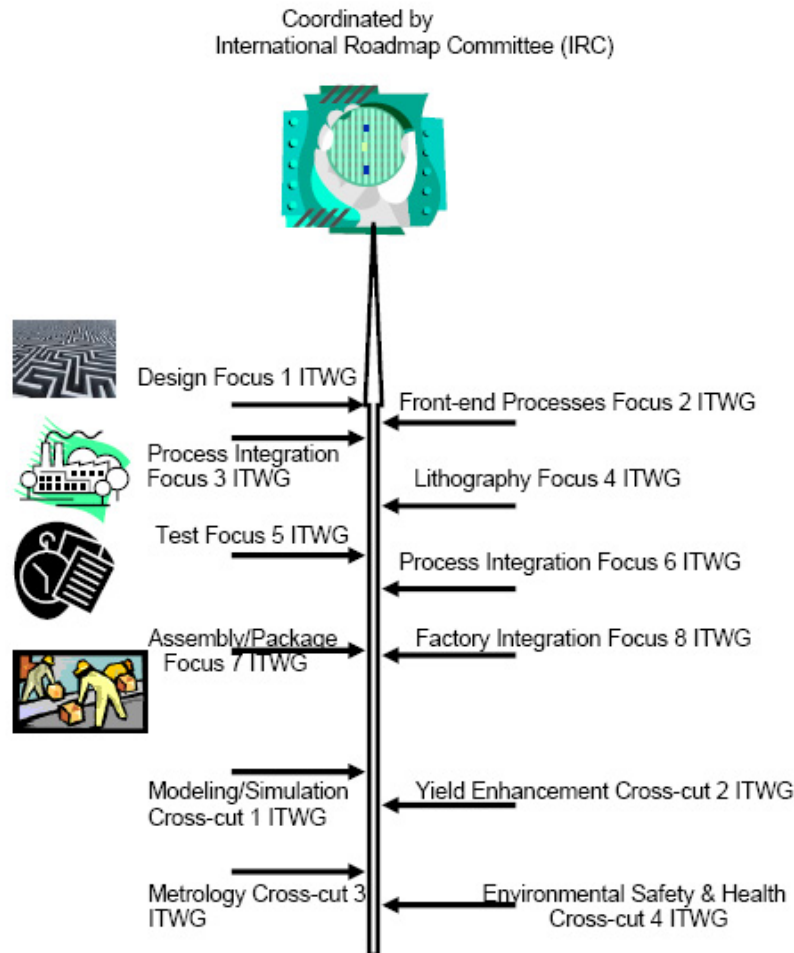 Coordinated by
International Roadmap Committee (IRC)
Design Focus 1 ITWG
Front-end Processes Focus 2 ITWG
Process Integration
Focus 3 ITWG
Lithography Focus 4 ITWG
Test Focus 5 ITWG
Process Integration Focus 6 ITWG
Assembly/Package
Focus 7 ITWG
Factory Integration Focus 8 ITWG
Modeling/Simulation
Cross-cut 1 ITWG
Yield Enhancement Cross-cut 2 ITWG
Metrology Cross-cut 3
ITWG
Environmental Safety & Health
Cross-cut 4 ITWG